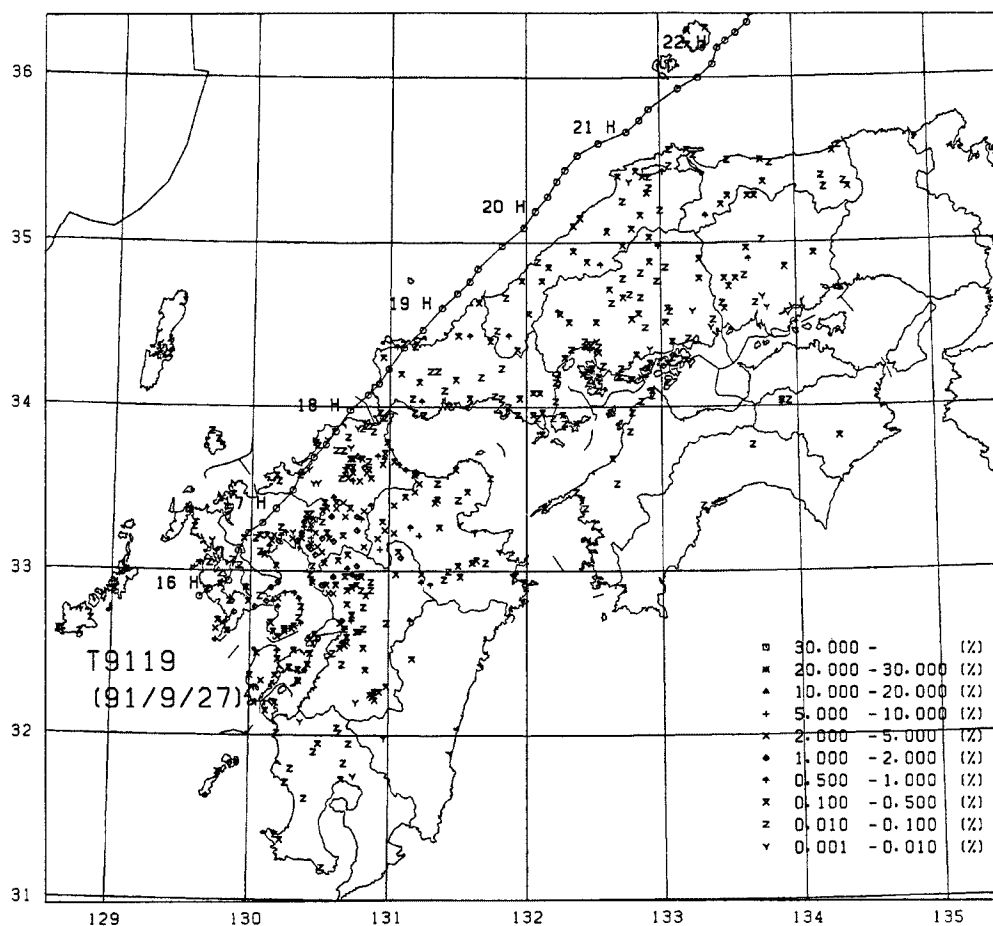 22 H
36
21 H
20 H
35
19 H
34
18 H
7 H
33
16 H
T9119
(91/9/27)
30.000 - (%)
20.000 - 30.000 (%)
10.000 - 20.000 (%)
5.000 - 10.000 (%)
2.000 - 5.000 (%)
1.000 - 2.000 (%)
0.500 - 1.000 (%)
0.100 - 0.500 (%)
0.010 - 0.100 (%)
0.001 - 0.010 (%)
32
31
129 130 131 132 133 134 135